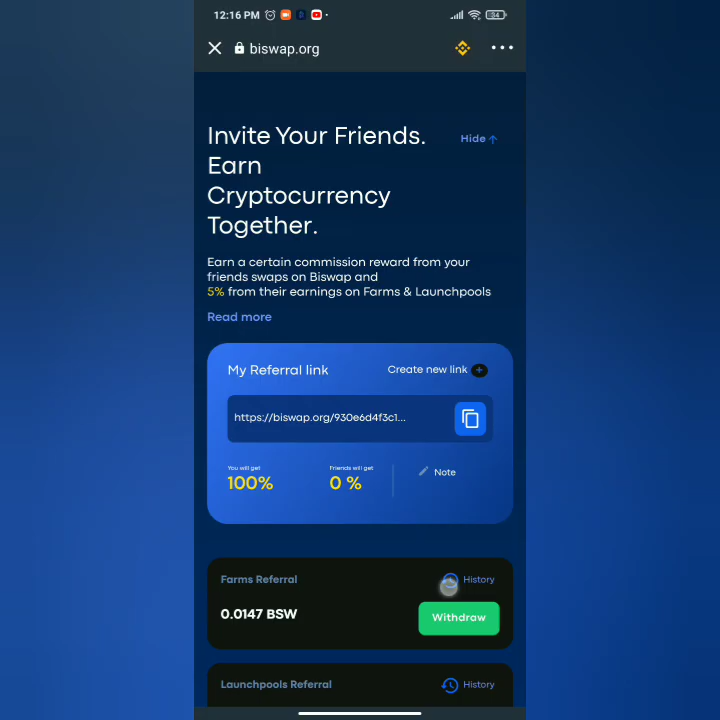 12:16 PM
54
biswap.org
Invite Your Friends.
Hide
Earn
Cryptocurrency
Together.
Earn a certain commission reward from your
friends swaps on Biswap and
5% from their earnings on Farms & Launchpools
Read more
My Referral link
Create new link +
https://biswap.org/930e6d4f3c1...
You will get
Friends will get
Note
100%
0 %
Farms Referral
History
0.0147 BSW
Withdraw
Launchpools Referral
History